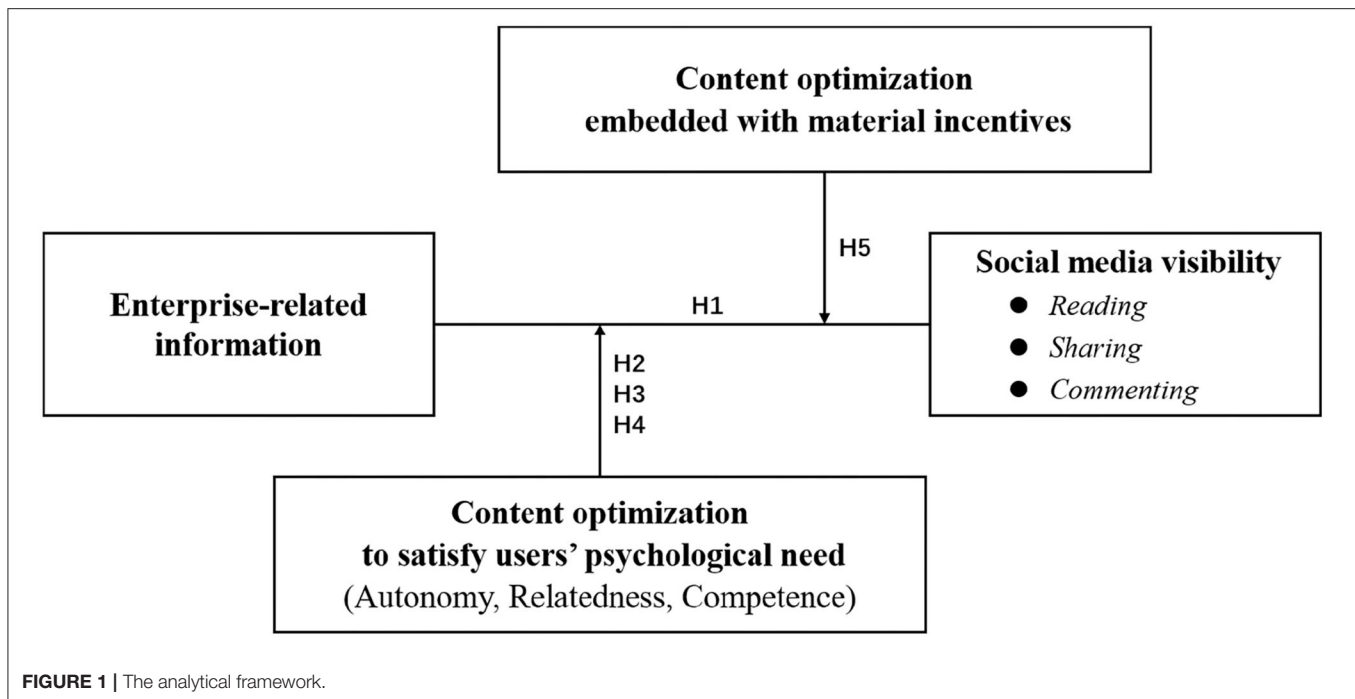 Content optimization
embedded with material incentives
H5
Enterprise-related
information
H1
Social media visibility
● Reading
● Sharing
● Commenting
H2
H3
H4
Content optimization
to satisfy users’ psychological need
(Autonomy, Relatedness, Competence)
FIGURE 1 | The analytical framework.